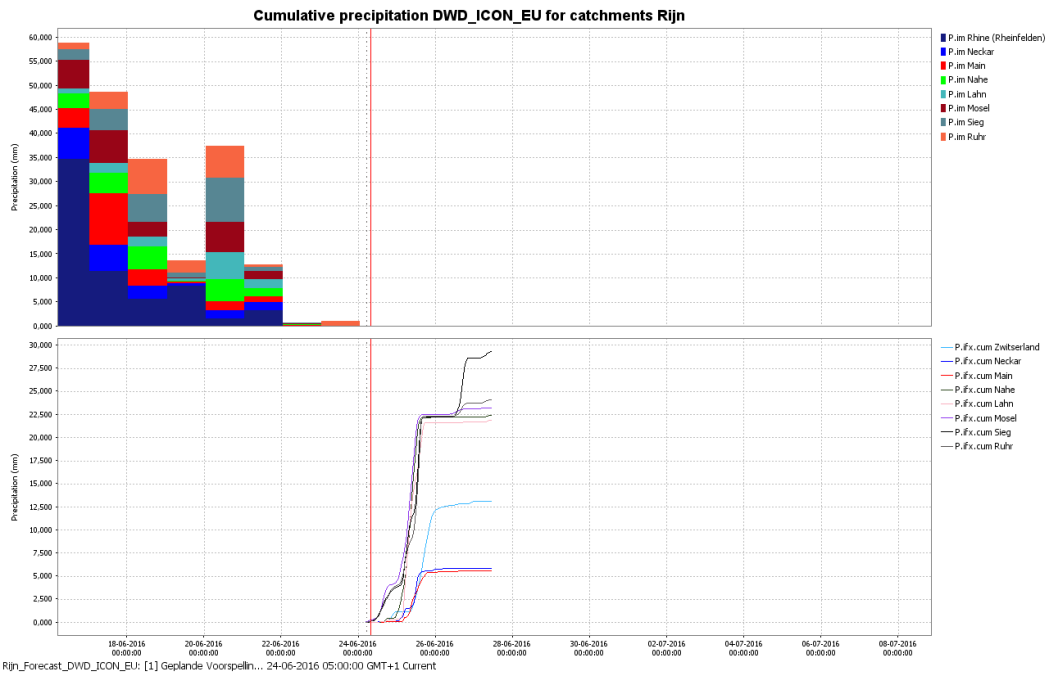 Cumulative precipitation DWD_ICON_EU for catchments Rijn
Precipitation (mm)
60,000
55,000
50,000
45,000
40,000
35,000
30,000
25,000
20,000
15,000
10,000
5,000
0,000
P.im Rhine (Rheinfelden)
P.im Neckar
P.im Main
P.im Nahe
P.im Lahn
P.im Mosel
P.im Sieg
P.im Ruhr
Precipitation (mm)
30,000
27,500
25,000
22,500
20,000
17,500
15,000
12,500
10,000
7,500
5,000
2,500
0,000
P.ifx.cum Zwitserland
P.ifx.cum Neckar
P.ifx.cum Main
P.ifx.cum Nahe
P.ifx.cum Lahn
P.ifx.cum Mosel
P.ifx.cum Sieg
P.ifx.cum Ruhr
18-06-2016 20-06-2016 22-06-2016 24-06-2016 26-06-2016 28-06-2016 30-06-2016 02-07-2016 04-07-2016 06-07-2016 08-07-2016
00:00:00 00:00:00 00:00:00 00:00:00 00:00:00 00:00:00 00:00:00 00:00:00 00:00:00 00:00:00 00:00:00
Rijn_Forecast_DWD_ICON_EU: [1] Geplande Voorspellin... 24-06-2016 05:00:00 GMT+1 Current